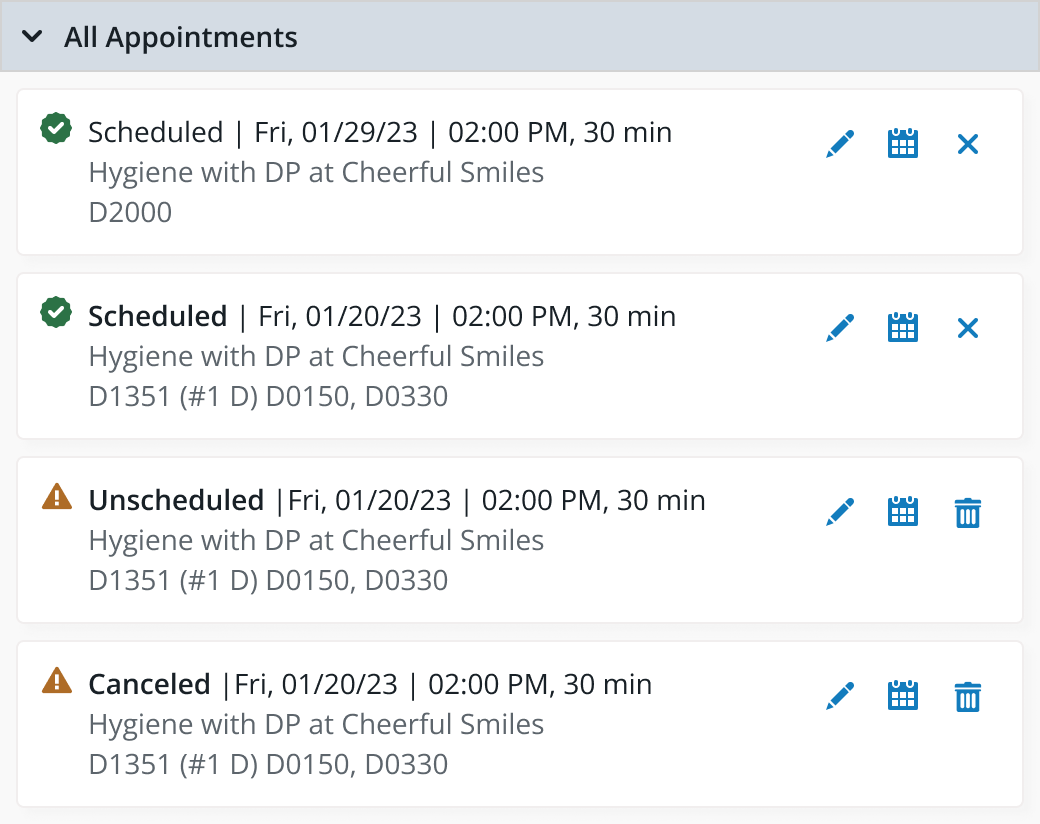 All Appointments
Scheduled | Fri, 01/29/23 | 02:00 PM, 30 min
Hygiene with DP at Cheerful Smiles
D2000
Scheduled | Fri, 01/20/23 | 02:00 PM, 30 min
Hygiene with DP at Cheerful Smiles
D1351 (#1 D) D0150, D0330
Unscheduled |Fri, 01/20/23 | 02:00 PM, 30 min
Hygiene with DP at Cheerful Smiles
D1351 (#1 D) D0150, D0330
Canceled |Fri, 01/20/23 | 02:00 PM, 30 min
Hygiene with DP at Cheerful Smiles
D1351 (#1 D) D0150, D0330